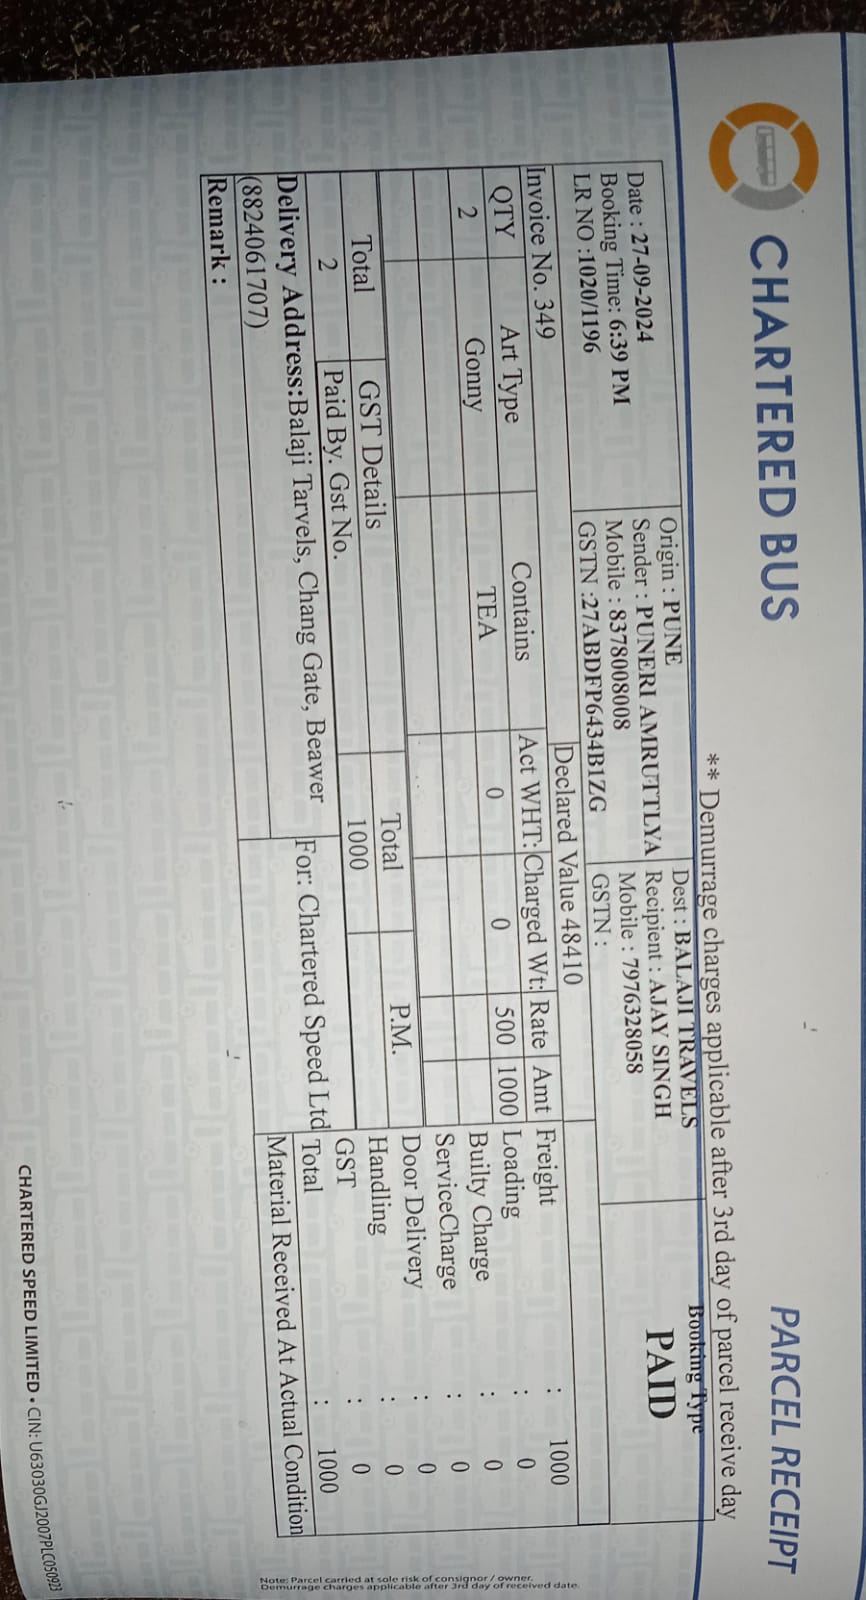 CHARTERED BUS
PARCEL RECEIPT
** Demurrage charges applicable after 3rd day of parcel receive day
Date : 27-09-2024
Booking Time: 6:39 PM
LR NO :1020/1196
Origin : PUNE
Sender : PUNERI AMRUTTLYA
Mobile : 8378008008
GSTN :27ABDFP6434B1ZG
Dest : BALAJI TRAVELS
Recipient : AJAY SINGH
Mobile : 7976328058
GSTN :
Booking Type
PAID
Invoice No. 349 Declared Value 48410
QTY Art Type Contains Act WHT: Charged Wt: Rate Amt
2 Gonny TEA 0 0 500 1000
Freight : 1000
Loading : 0
Builty Charge : 0
ServiceCharge : 0
Door Delivery : 0
Handling : 0
GST : 0
Total : 1000
Total GST Details Total P.M.
2 Paid By. Gst No. 1000
Delivery Address:Balaji Tarvels, Chang Gate, Beawer
(8824061707)
For: Chartered Speed Ltd
Material Received At Actual Condition
Remark :
Note: Parcel carried at sole risk of consignor / owner.
Demurrage charges applicable after 3rd day of received date.
CHARTERED SPEED LIMITED • CIN: U63030GJ2007PLC050923